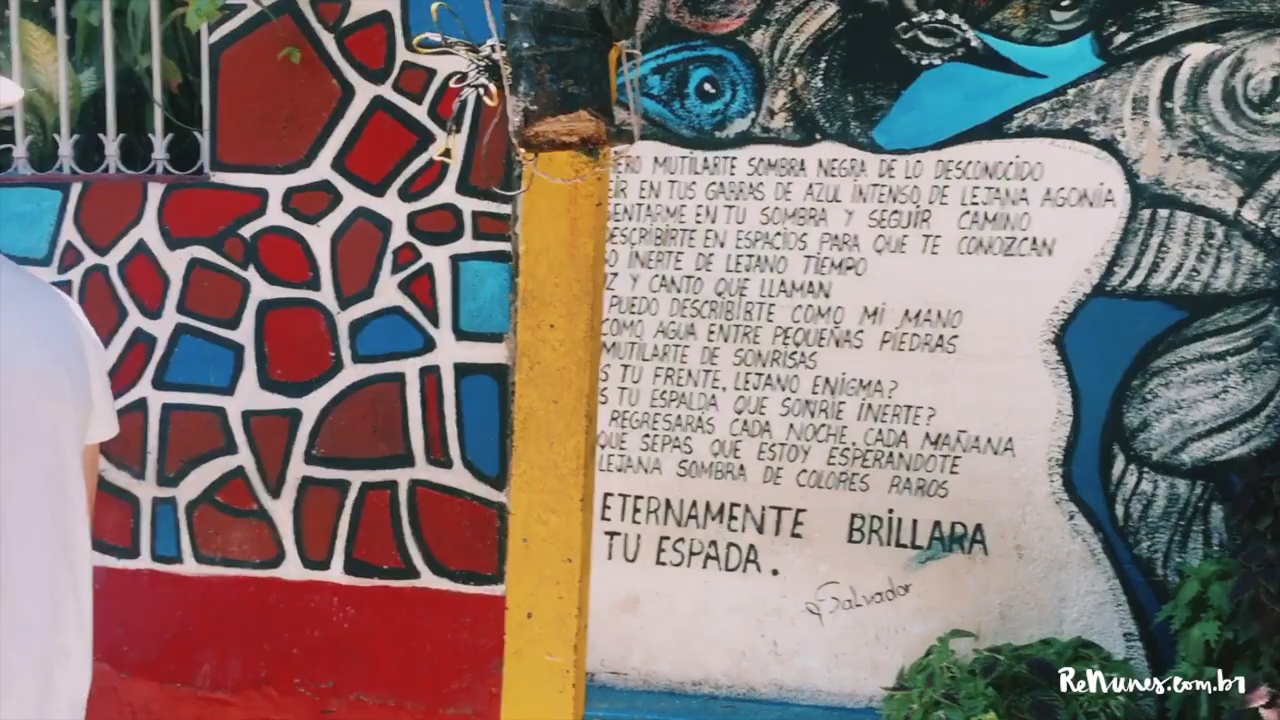 ERO MUTILARTE SOMBRA NEGRA DE LO DESCONOCIDO
EIR EN TUS GARRAS DE AZUL INTENSO DE LEJANA AGONIA
SENTARME EN TU SOMBRA Y SEGUIR CAMINO
DESCRIBIRTE EN ESPACIOS PARA QUE TE CONOZCAN
O INERTE DE LEJANO TIEMPO
Z Y CANTO QUE LLAMAN
PUEDO DESCRIBIRTE COMO MI MANO
COMO AGUA ENTRE PEQUEÑAS PIEDRAS
MUTILARTE DE SONRISAS
S TU FRENTE, LEJANO ENIGMA?
S TU ESPALDA QUE SONRIE INERTE?
REGRESARAS CADA NOCHE, CADA MAÑANA
QUE SEPAS QUE ESTOY ESPERANDOTE
LEJANA SOMBRA DE COLORES RAROS
ETERNAMENTE BRILLARA
TU ESPADA.
Salvador
ReNunes.com.br